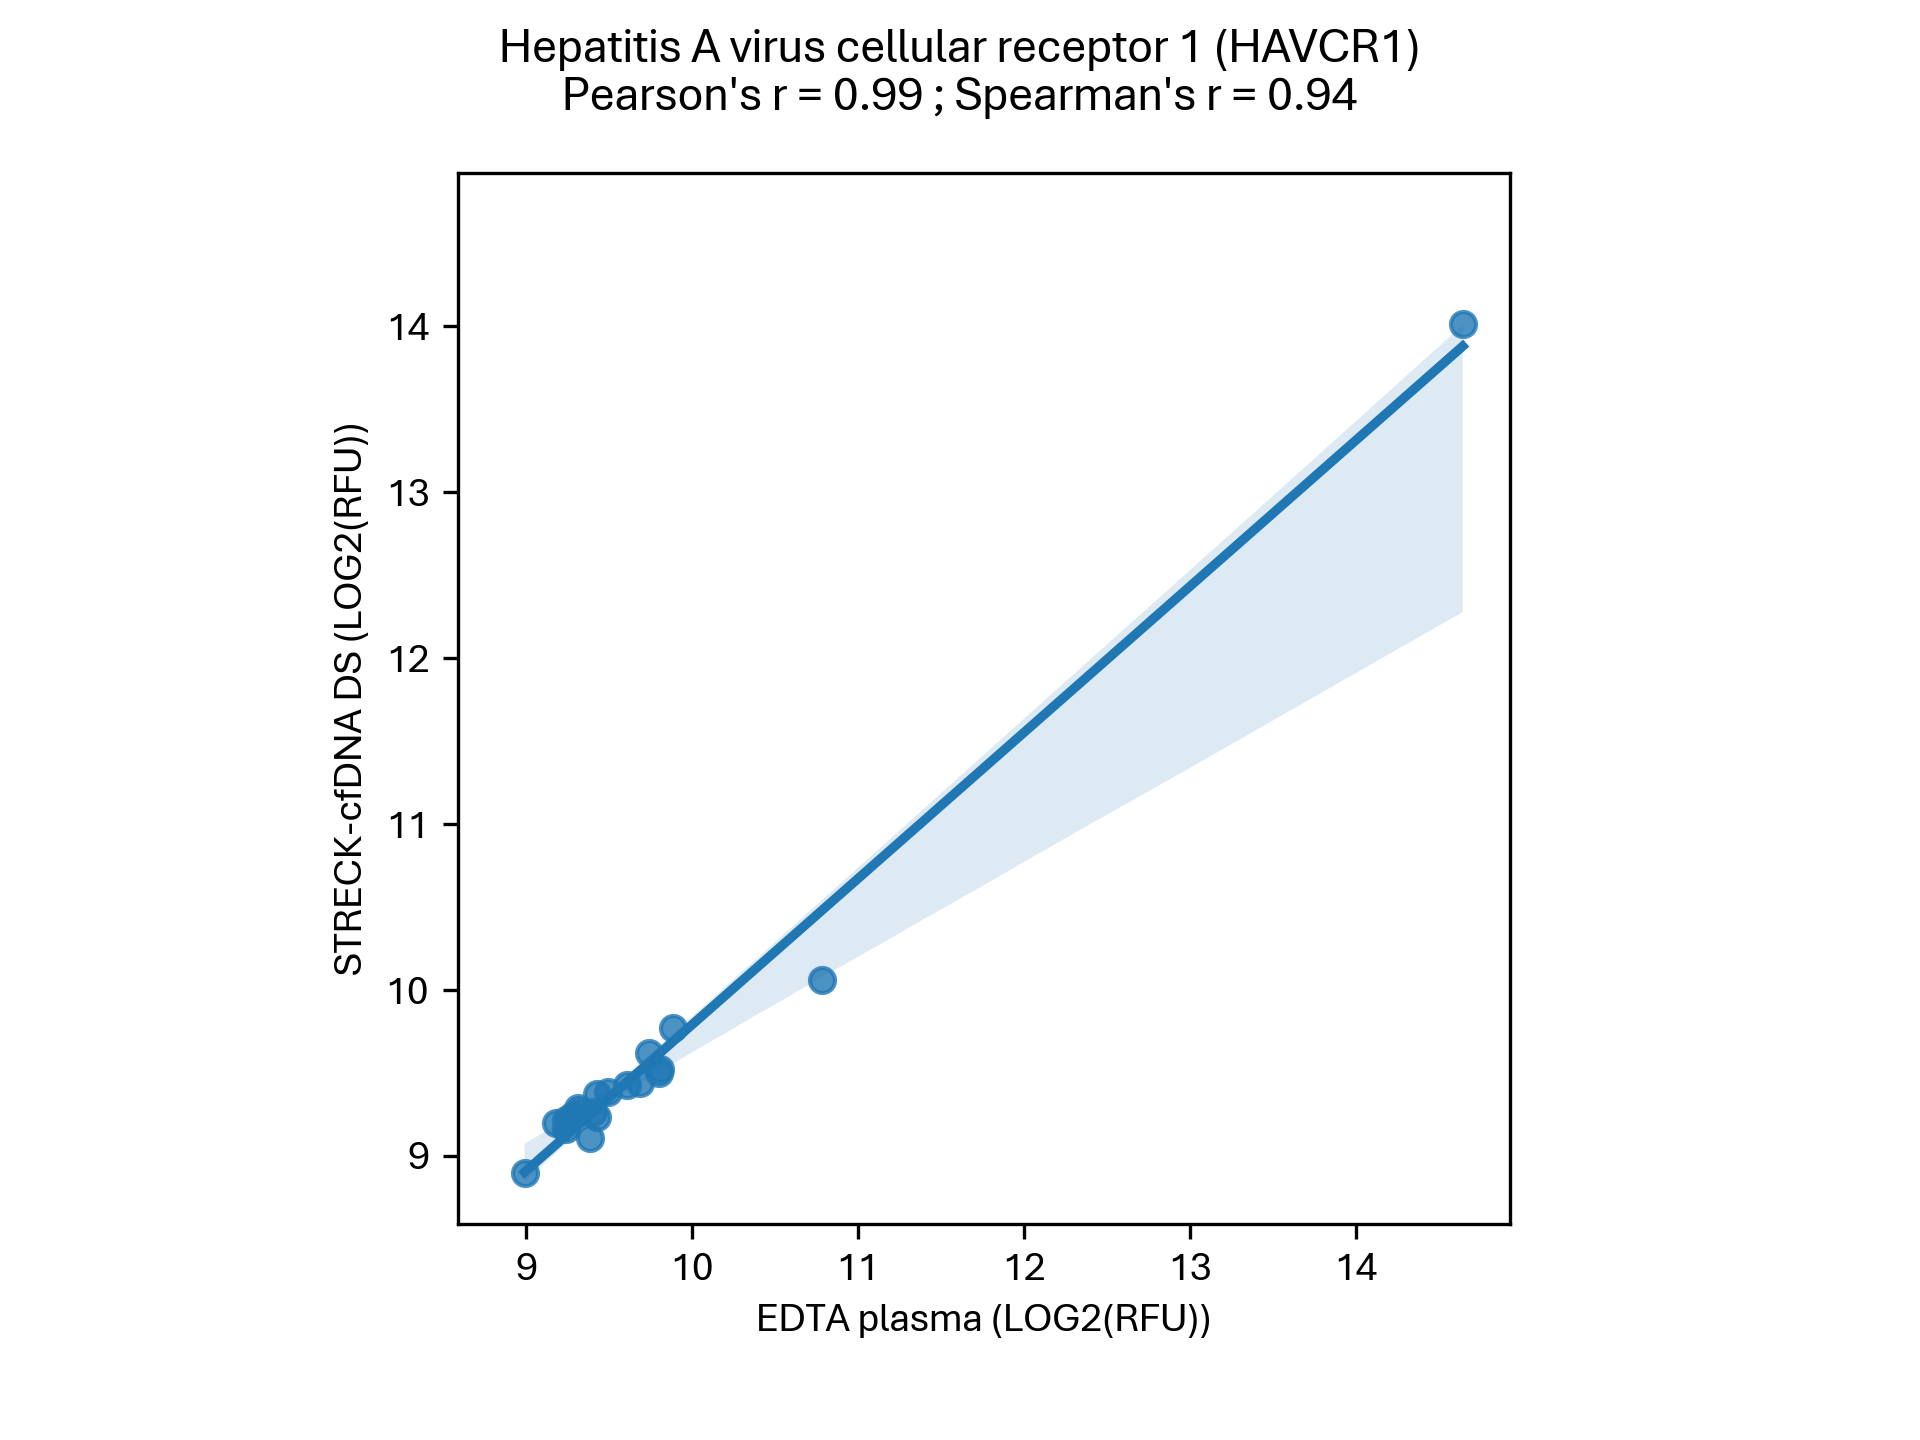 Hepatitis A virus cellular receptor 1 (HAVCR1)
Pearson's r = 0.99 ; Spearman's r = 0.94
14
13
12
11
10
9
STRECK-cfDNA DS (LOG2(RFU))
9 10 11 12 13 14
EDTA plasma (LOG2(RFU))